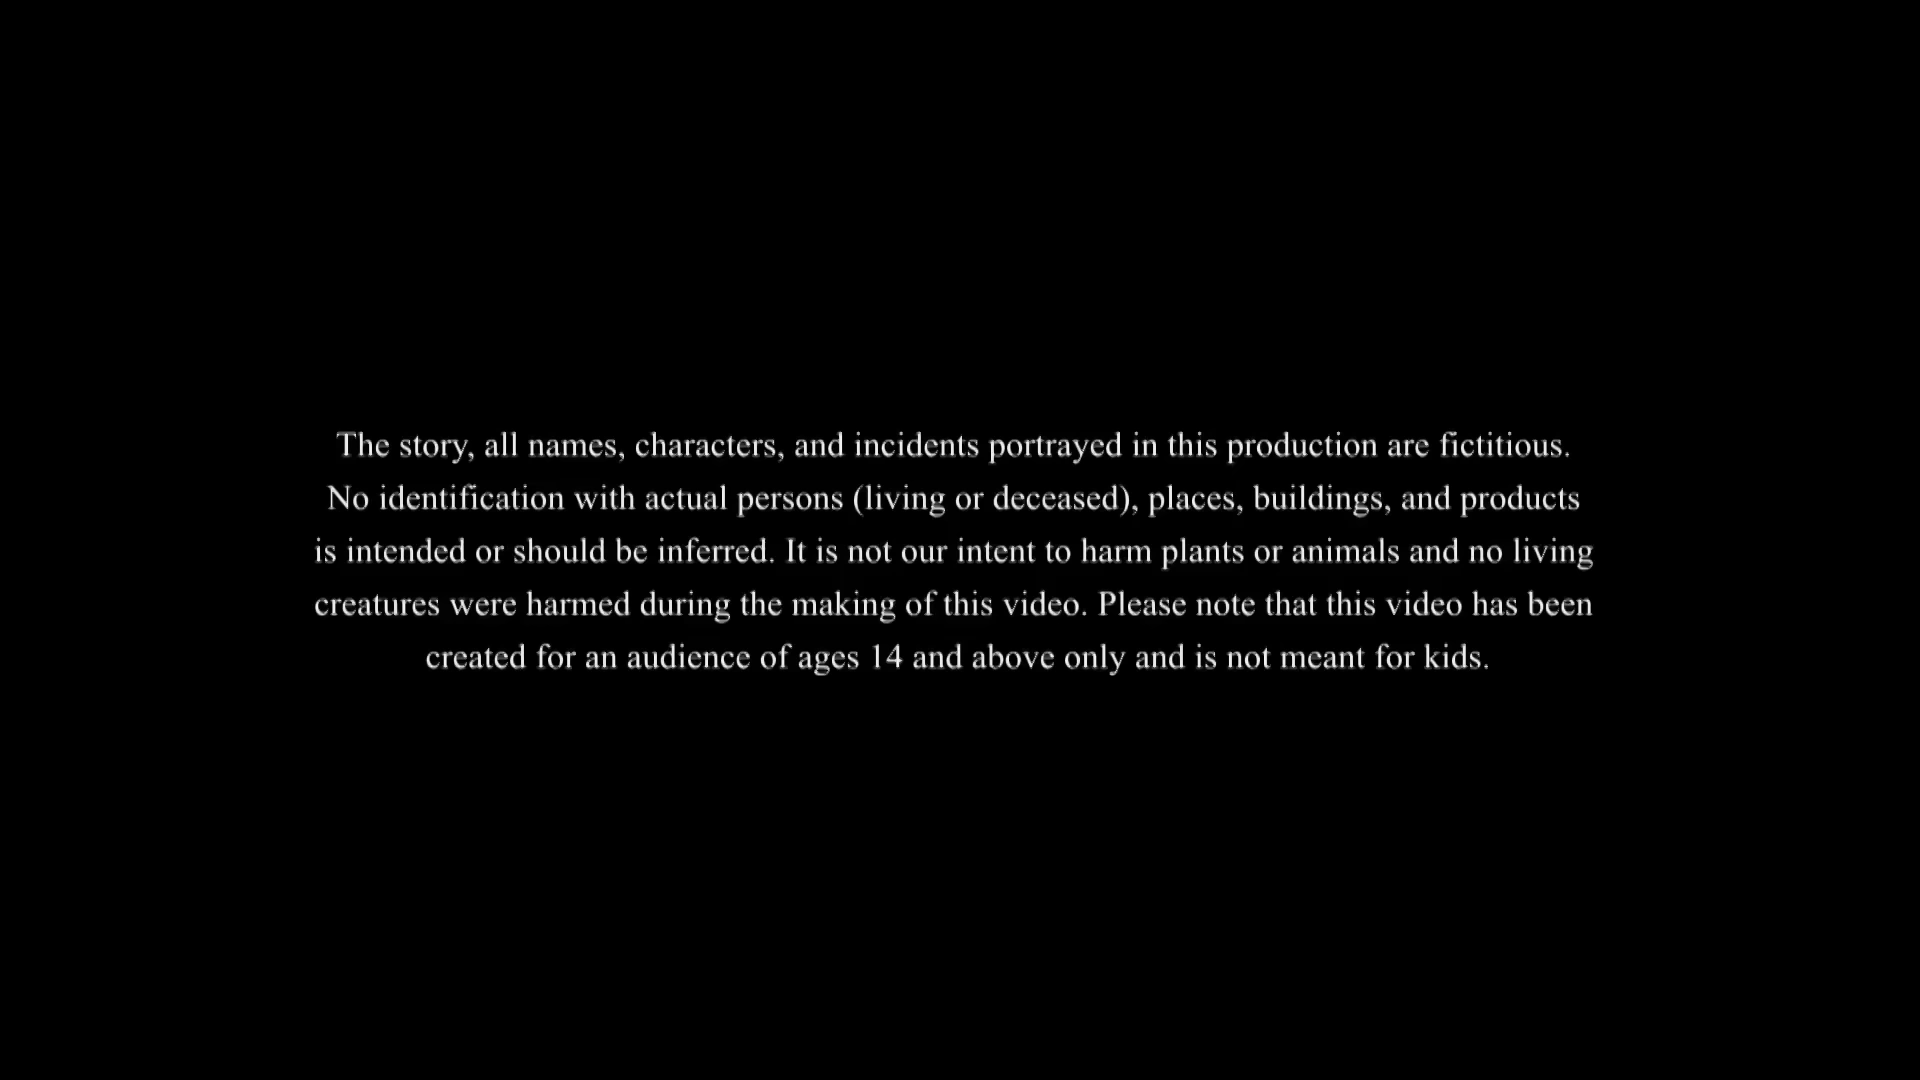 The story, all names, characters, and incidents portrayed in this production are fictitious.
No identification with actual persons (living or deceased), places, buildings, and products
is intended or should be inferred. It is not our intent to harm plants or animals and no living
creatures were harmed during the making of this video. Please note that this video has been
created for an audience of ages 14 and above only and is not meant for kids.